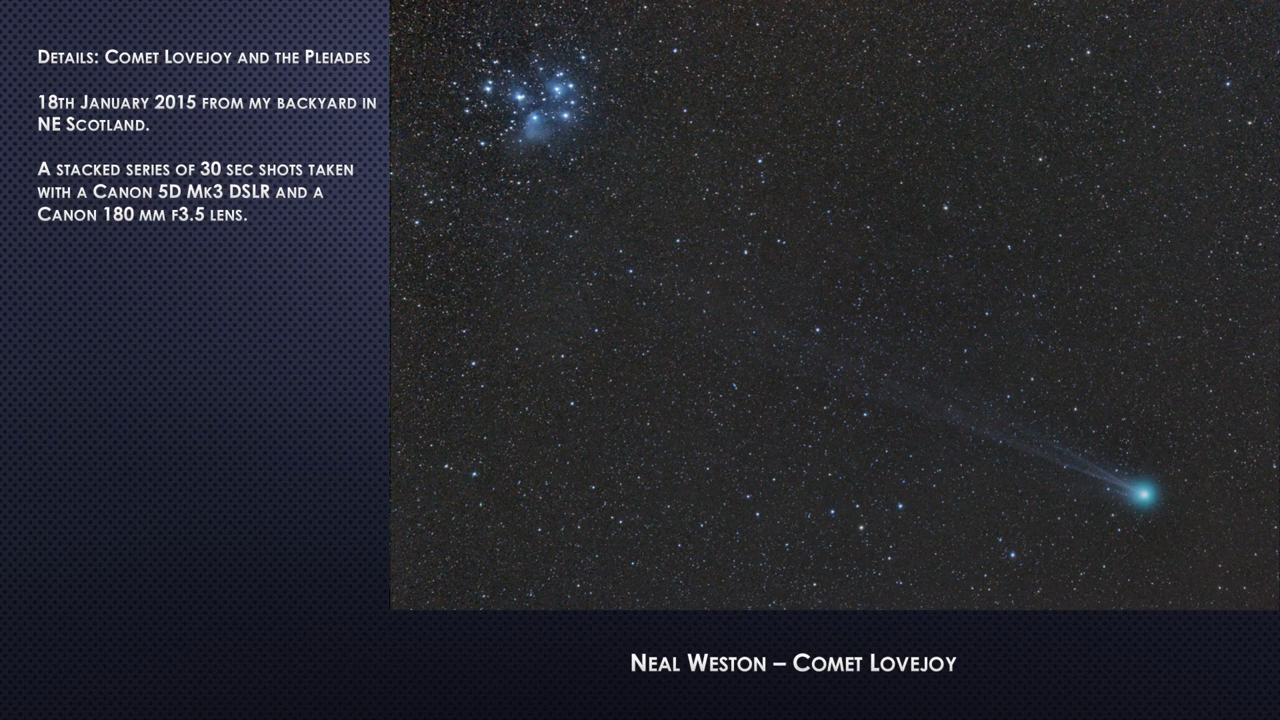 Details: Comet Lovejoy and the Pleiades
18th January 2015 from my backyard in
NE Scotland.
A stacked series of 30 sec shots taken
with a Canon 5D Mk3 DSLR and a
Canon 180 mm f3.5 lens.
Neal Weston – Comet Lovejoy